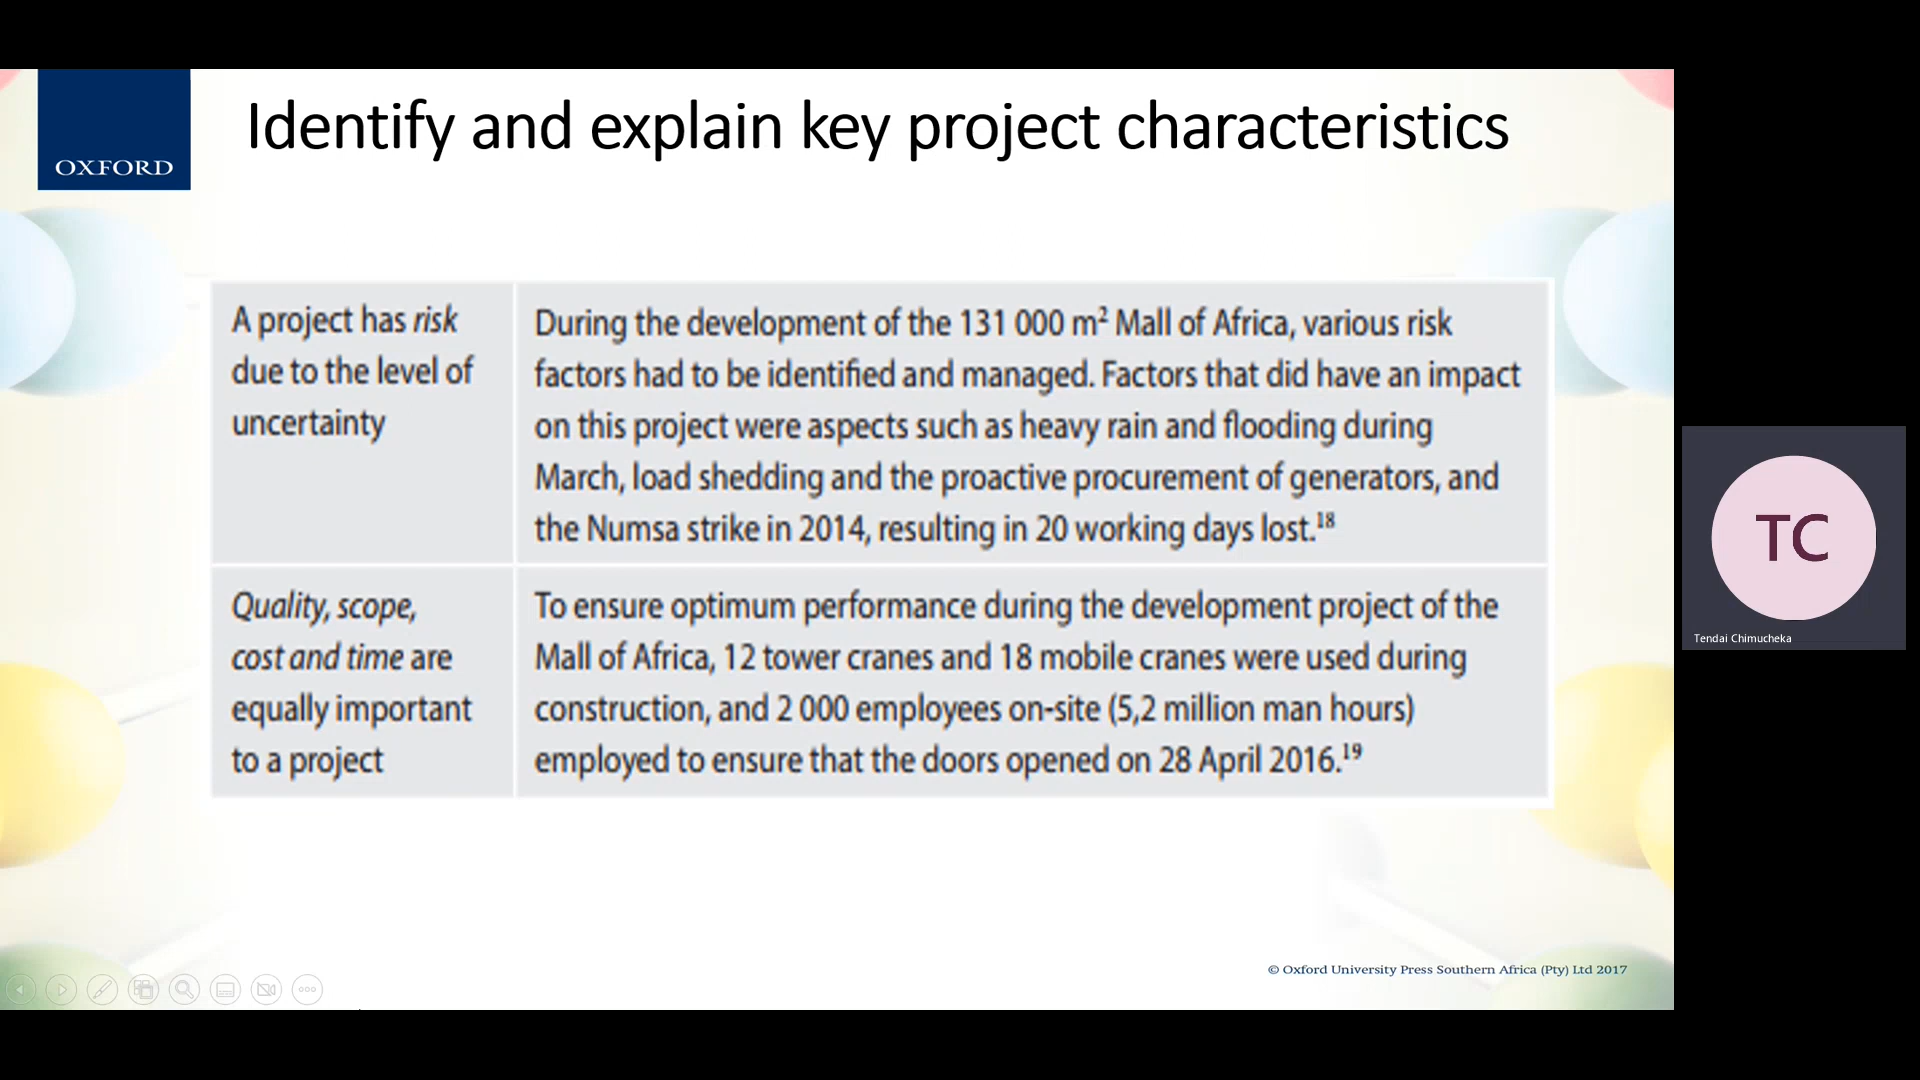 OXFORD
Identify and explain key project characteristics
A project has risk
due to the level of
uncertainty
During the development of the 131 000 m² Mall of Africa, various risk
factors had to be identified and managed. Factors that did have an impact
on this project were aspects such as heavy rain and flooding during
March, load shedding and the proactive procurement of generators, and
the Numsa strike in 2014, resulting in 20 working days lost.¹⁸
Quality, scope,
cost and time are
equally important
to a project
To ensure optimum performance during the development project of the
Mall of Africa, 12 tower cranes and 18 mobile cranes were used during
construction, and 2 000 employees on-site (5,2 million man hours)
employed to ensure that the doors opened on 28 April 2016.¹⁹
© Oxford University Press Southern Africa (Pty) Ltd 2017
TC
Tendai Chimucheka